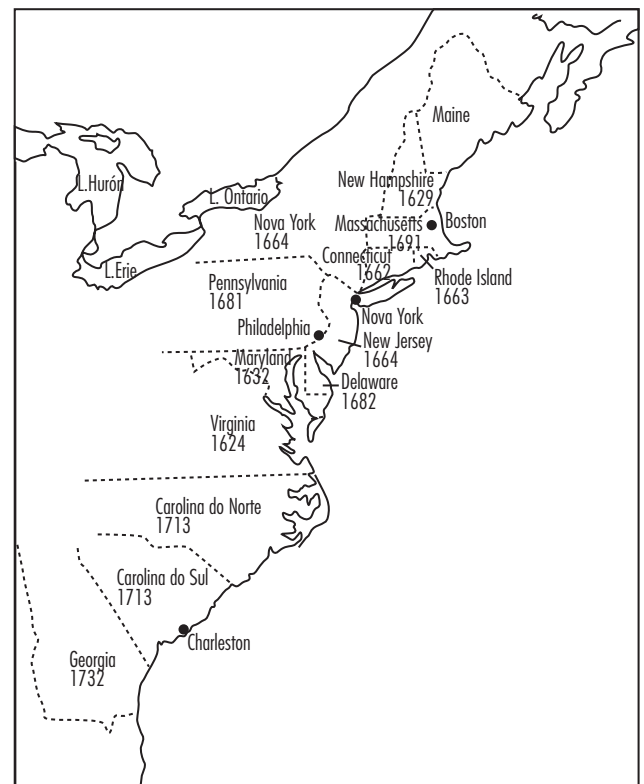 Maine
L.Hurón
New Hampshire
1629
L. Ontario
Nova York
1664
Massachusetts
1691
Boston
Connecticut
1662
L.Erie
Rhode Island
1663
Pennsylvania
1681
Nova York
Philadelphia
New Jersey
1664
Maryland
1632
Delaware
1682
Virginia
1624
Carolina do Norte
1713
Carolina do Sul
1713
Charleston
Georgia
1732